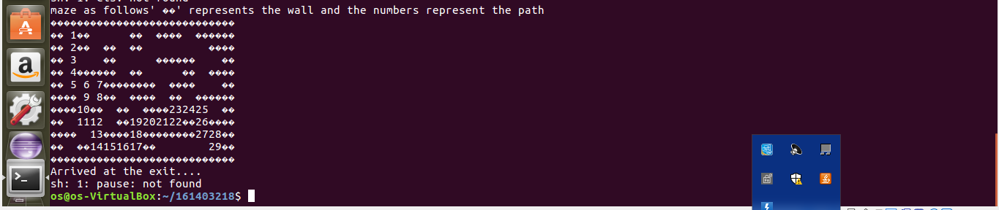 sh: 1: cls: not found
maze as follows' ��' represents the wall and the numbers represent the path
����������������������������
�� 1��      ��  ����  ������
�� 2��  ��  ��          ����
�� 3    ��      ������    ��
�� 4������  ��      ��  ����
�� 5 6 7��������  ����    ��
���� 9 8��  ����  ��  ������
����10��  ��  ����232425  ��
��  1112  ��19202122��26����
����  13����18��������2728��
��  ��14151617��        29��
����������������������������
Arrived at the exit....
sh: 1: pause: not found
os@os-VirtualBox:~/161403218$